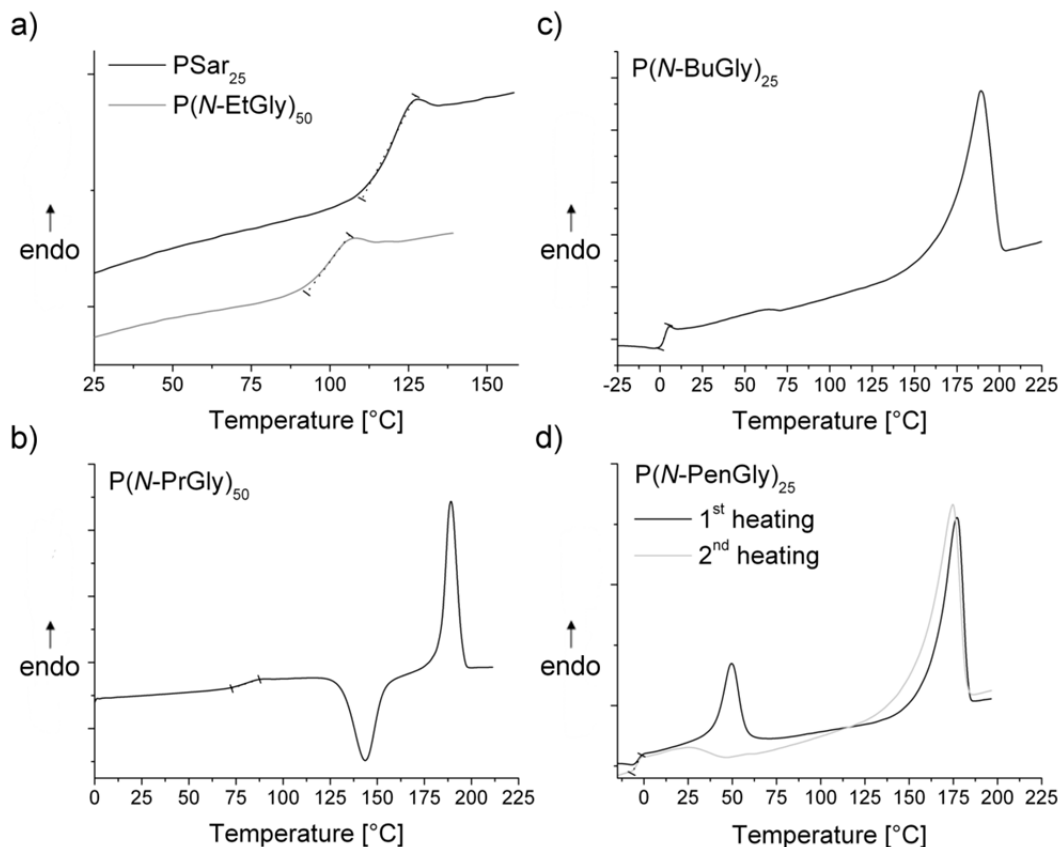 a)
PSar₂₅
P(N-EtGly)₅₀
endo
25 50 75 100 125 150
Temperature [°C]
c)
P(N-BuGly)₂₅
endo
-25 0 25 50 75 100 125 150 175 200 225
Temperature [°C]
b)
P(N-PrGly)₅₀
endo
0 25 50 75 100 125 150 175 200 225
Temperature [°C]
d)
P(N-PenGly)₂₅
1st heating
2nd heating
endo
0 25 50 75 100 125 150 175 200 225
Temperature [°C]